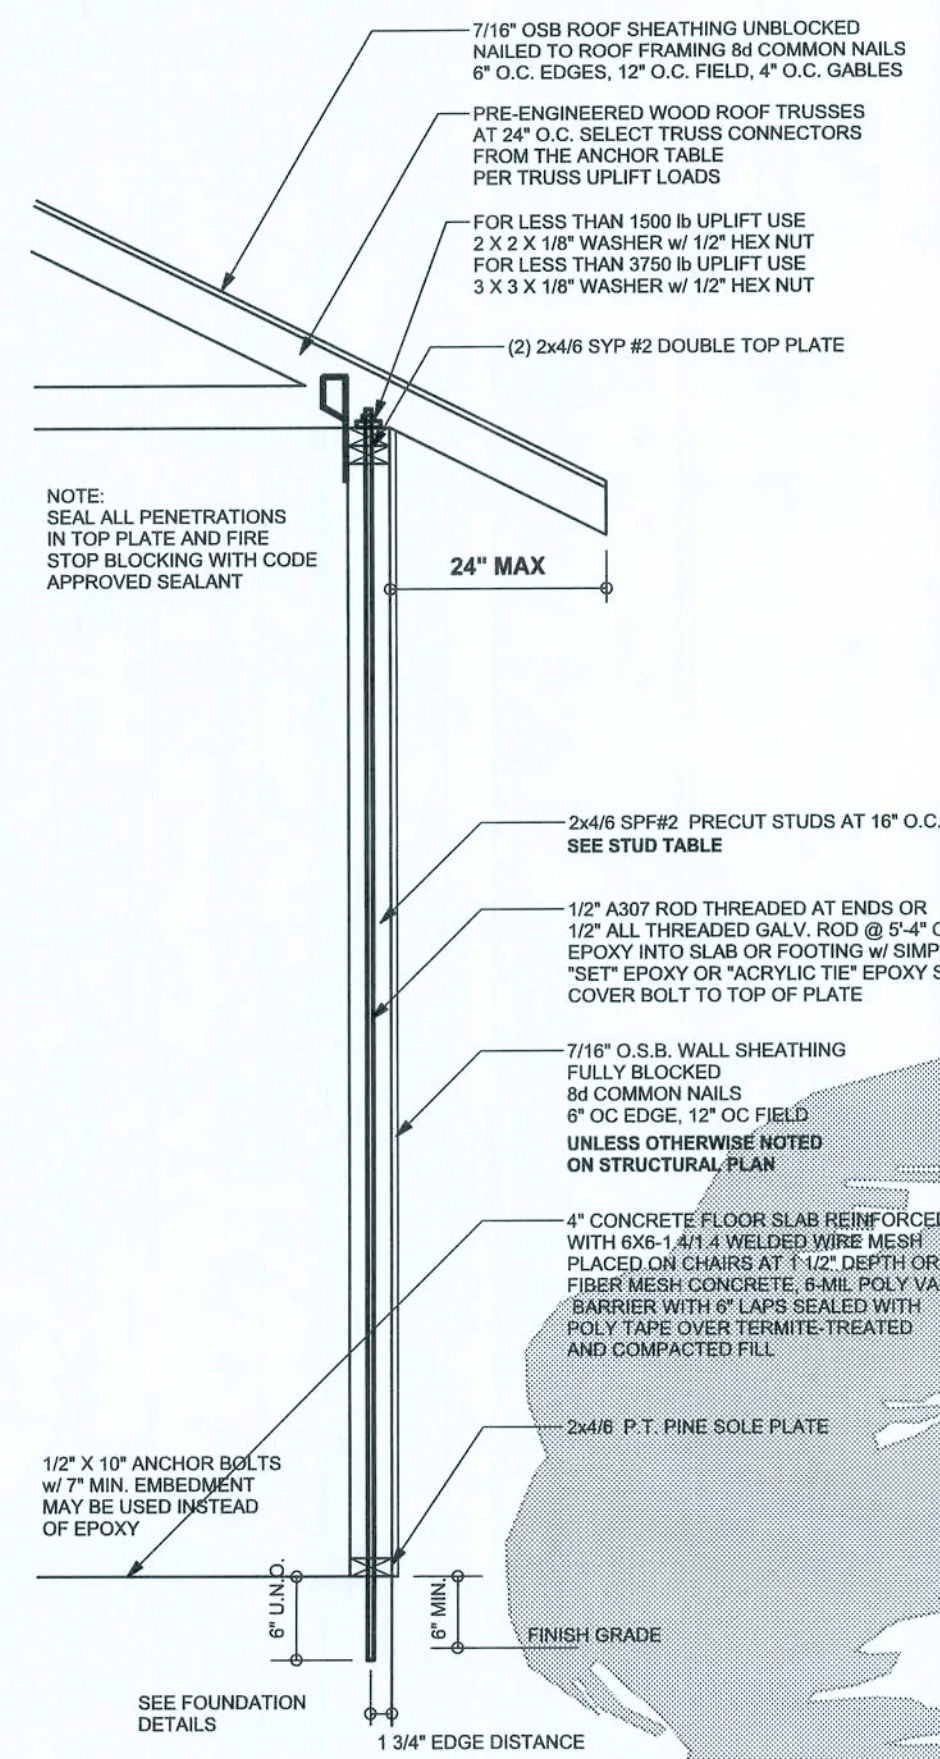 7/16" OSB ROOF SHEATHING UNBLOCKED
NAILED TO ROOF FRAMING 8d COMMON NAILS
6" O.C. EDGES, 12" O.C. FIELD, 4" O.C. GABLES
PRE-ENGINEERED WOOD ROOF TRUSSES
AT 24" O.C. SELECT TRUSS CONNECTORS
FROM THE ANCHOR TABLE
PER TRUSS UPLIFT LOADS
FOR LESS THAN 1500 lb UPLIFT USE
2 X 2 X 1/8" WASHER w/ 1/2" HEX NUT
FOR LESS THAN 3750 lb UPLIFT USE
3 X 3 X 1/8" WASHER w/ 1/2" HEX NUT
(2) 2x4/6 SYP #2 DOUBLE TOP PLATE
NOTE:
SEAL ALL PENETRATIONS
IN TOP PLATE AND FIRE
STOP BLOCKING WITH CODE
APPROVED SEALANT
24" MAX
2x4/6 SPF#2 PRECUT STUDS AT 16" O.C.
SEE STUD TABLE
1/2" A307 ROD THREADED AT ENDS OR
1/2" ALL THREADED GALV. ROD @ 5'-4"
EPOXY INTO SLAB OR FOOTING w/
"SET" EPOXY OR "ACRYLIC TIE" EPOXY
COVER BOLT TO TOP OF PLATE
7/16" O.S.B. WALL SHEATHING
FULLY BLOCKED
8d COMMON NAILS
6" OC EDGE, 12" OC FIELD
UNLESS OTHERWISE NOTED
ON STRUCTURAL PLAN
4" CONCRETE FLOOR SLAB REINFORCED
WITH 6X6-1.4/1.4 WELDED WIRE MESH
PLACED ON CHAIRS AT 1 1/2" DEPTH OR
FIBER MESH CONCRETE, 6-MIL POLY
BARRIER WITH 6" LAPS SEALED WITH
POLY TAPE OVER TERMITE-TREATED
AND COMPACTED FILL
2x4/6 P.T. PINE SOLE PLATE
1/2" X 10" ANCHOR BOLTS
w/ 7" MIN. EMBEDMENT
MAY BE USED INSTEAD
OF EPOXY
6" U.N.O.
6" MIN.
FINISH GRADE
SEE FOUNDATION
DETAILS
1 3/4" EDGE DISTANCE